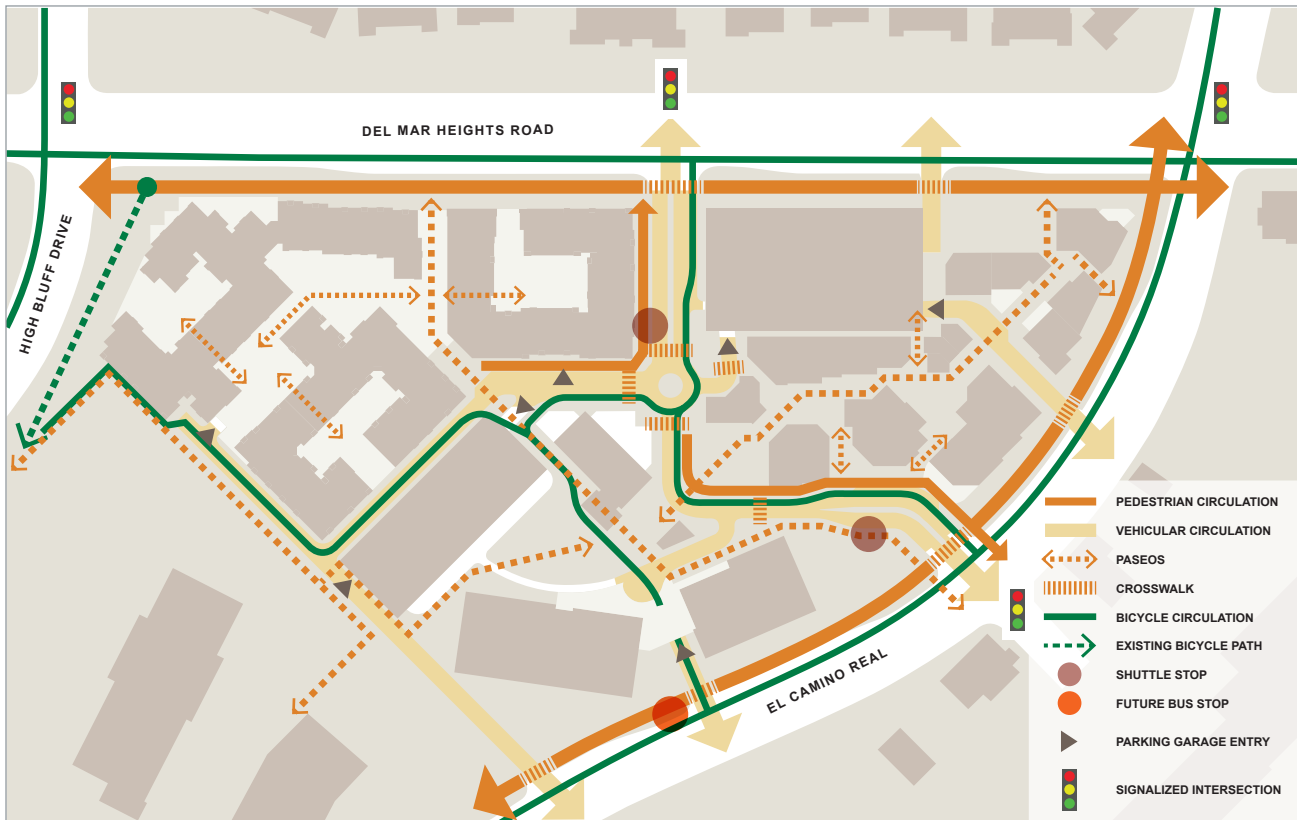 DEL MAR HEIGHTS ROAD
HIGH BLUFF DRIVE
EL CAMINO REAL
PEDESTRIAN CIRCULATION
VEHICULAR CIRCULATION
PASEOS
CROSSWALK
BICYCLE CIRCULATION
EXISTING BICYCLE PATH
SHUTTLE STOP
FUTURE BUS STOP
PARKING GARAGE ENTRY
SIGNALIZED INTERSECTION